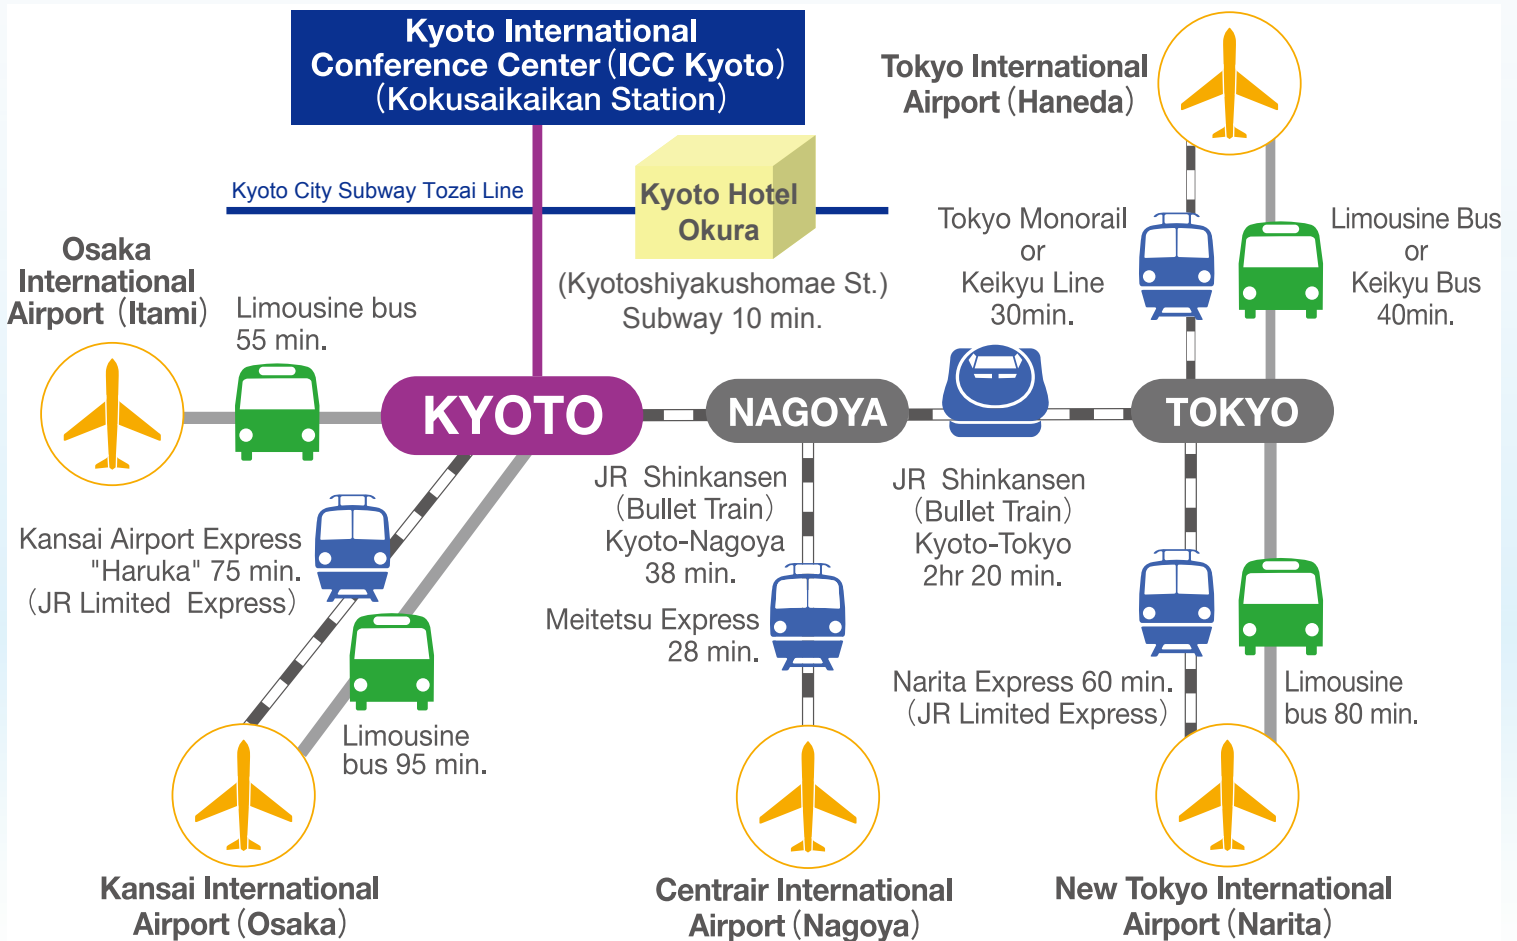 Kyoto International
Conference Center (ICC Kyoto)
(Kokusaikaikan Station)
Tokyo International
Airport (Haneda)
Kyoto City Subway Tozai Line
Kyoto Hotel
Okura
(Kyotoshiyakushomae St.)
Subway 10 min.
Tokyo Monorail
or
Keikyu Line
30min.
Limousine Bus
or
Keikyu Bus
40min.
Osaka
International
Airport (Itami)
Limousine bus
55 min.
KYOTO
NAGOYA
TOKYO
Kansai Airport Express
"Haruka" 75 min.
(JR Limited Express)
JR Shinkansen
(Bullet Train)
Kyoto-Nagoya
38 min.
JR Shinkansen
(Bullet Train)
Kyoto-Tokyo
2hr 20 min.
Meitetsu Express
28 min.
Narita Express 60 min.
(JR Limited Express)
Limousine
bus 80 min.
Limousine
bus 95 min.
Kansai International
Airport (Osaka)
Centrair International
Airport (Nagoya)
New Tokyo International
Airport (Narita)